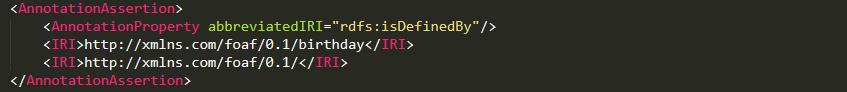 <AnnotationAssertion>
    <AnnotationProperty abbreviatedIRI="rdfs:isDefinedBy"/>
    <IRI>http://xmlns.com/foaf/0.1/birthday</IRI>
    <IRI>http://xmlns.com/foaf/0.1/</IRI>
</AnnotationAssertion>